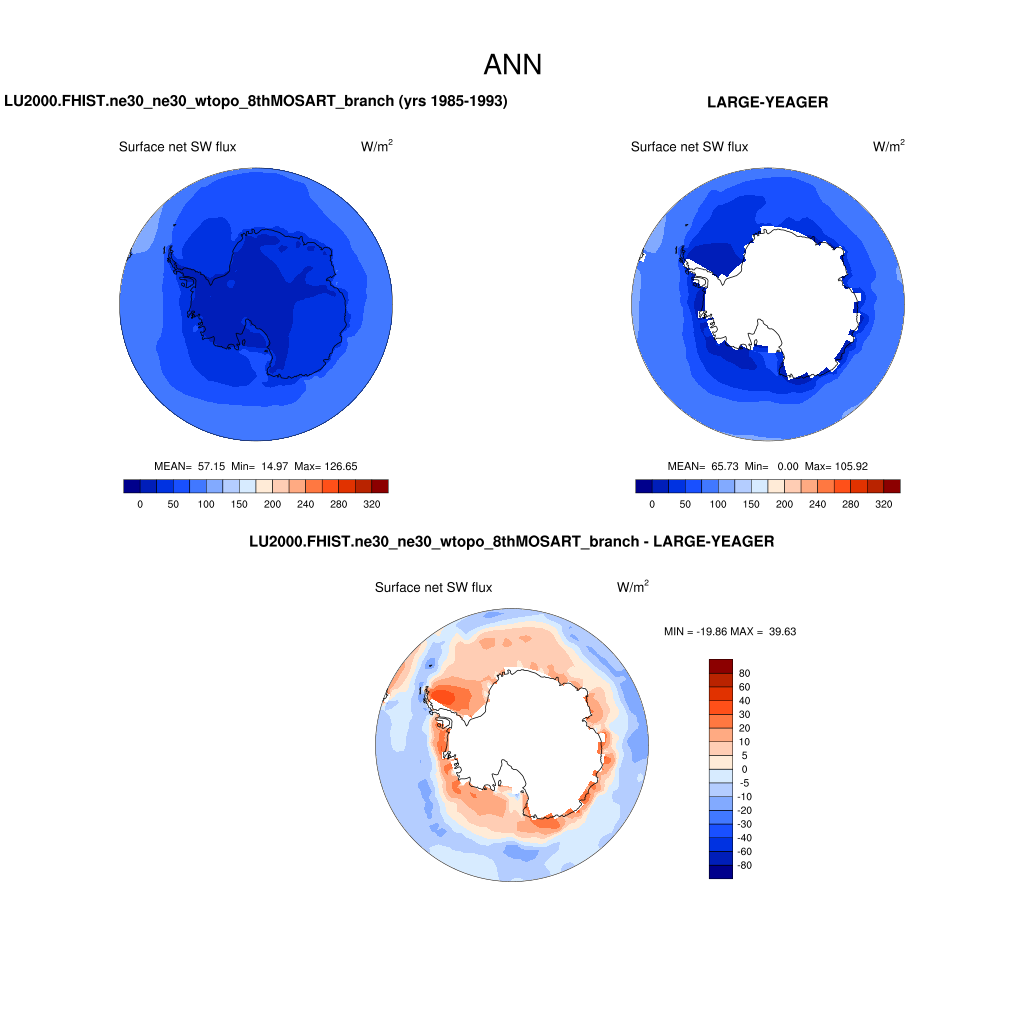 ANN
LU2000.FHIST.ne30_ne30_wtopo_8thMOSART_branch (yrs 1985-1993)
LARGE-YEAGER
Surface net SW flux W/m²
Surface net SW flux W/m²
MEAN= 57.15 Min= 14.97 Max= 126.65
MEAN= 65.73 Min= 0.00 Max= 105.92
0 50 100 150 200 240 280 320
0 50 100 150 200 240 280 320
LU2000.FHIST.ne30_ne30_wtopo_8thMOSART_branch - LARGE-YEAGER
Surface net SW flux W/m²
MIN = -19.86 MAX = 39.63
80
60
40
30
20
10
5
0
-5
-10
-20
-30
-40
-60
-80